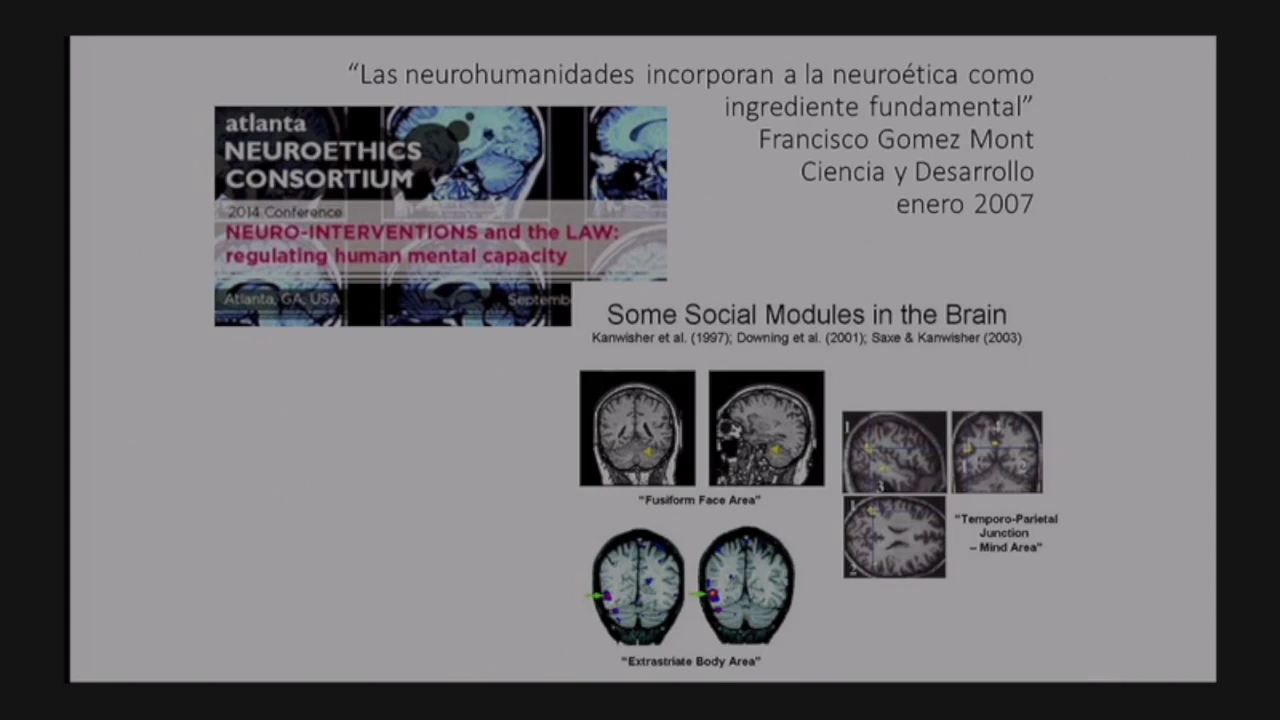 “Las neurohumanidades incorporan a la neuroética como
ingrediente fundamental”
Francisco Gomez Mont
Ciencia y Desarrollo
enero 2007
atlanta
NEUROETHICS
CONSORTIUM
2014 Conference
NEURO-INTERVENTIONS and the LAW:
regulating human mental capacity
Atlanta, GA, USA
Some Social Modules in the Brain
Kanwisher et al. (1997); Downing et al. (2001); Saxe & Kanwisher (2003)
“Fusiform Face Area”
“Temporo-Parietal
Junction
– Mind Area”
“Extrastriate Body Area”